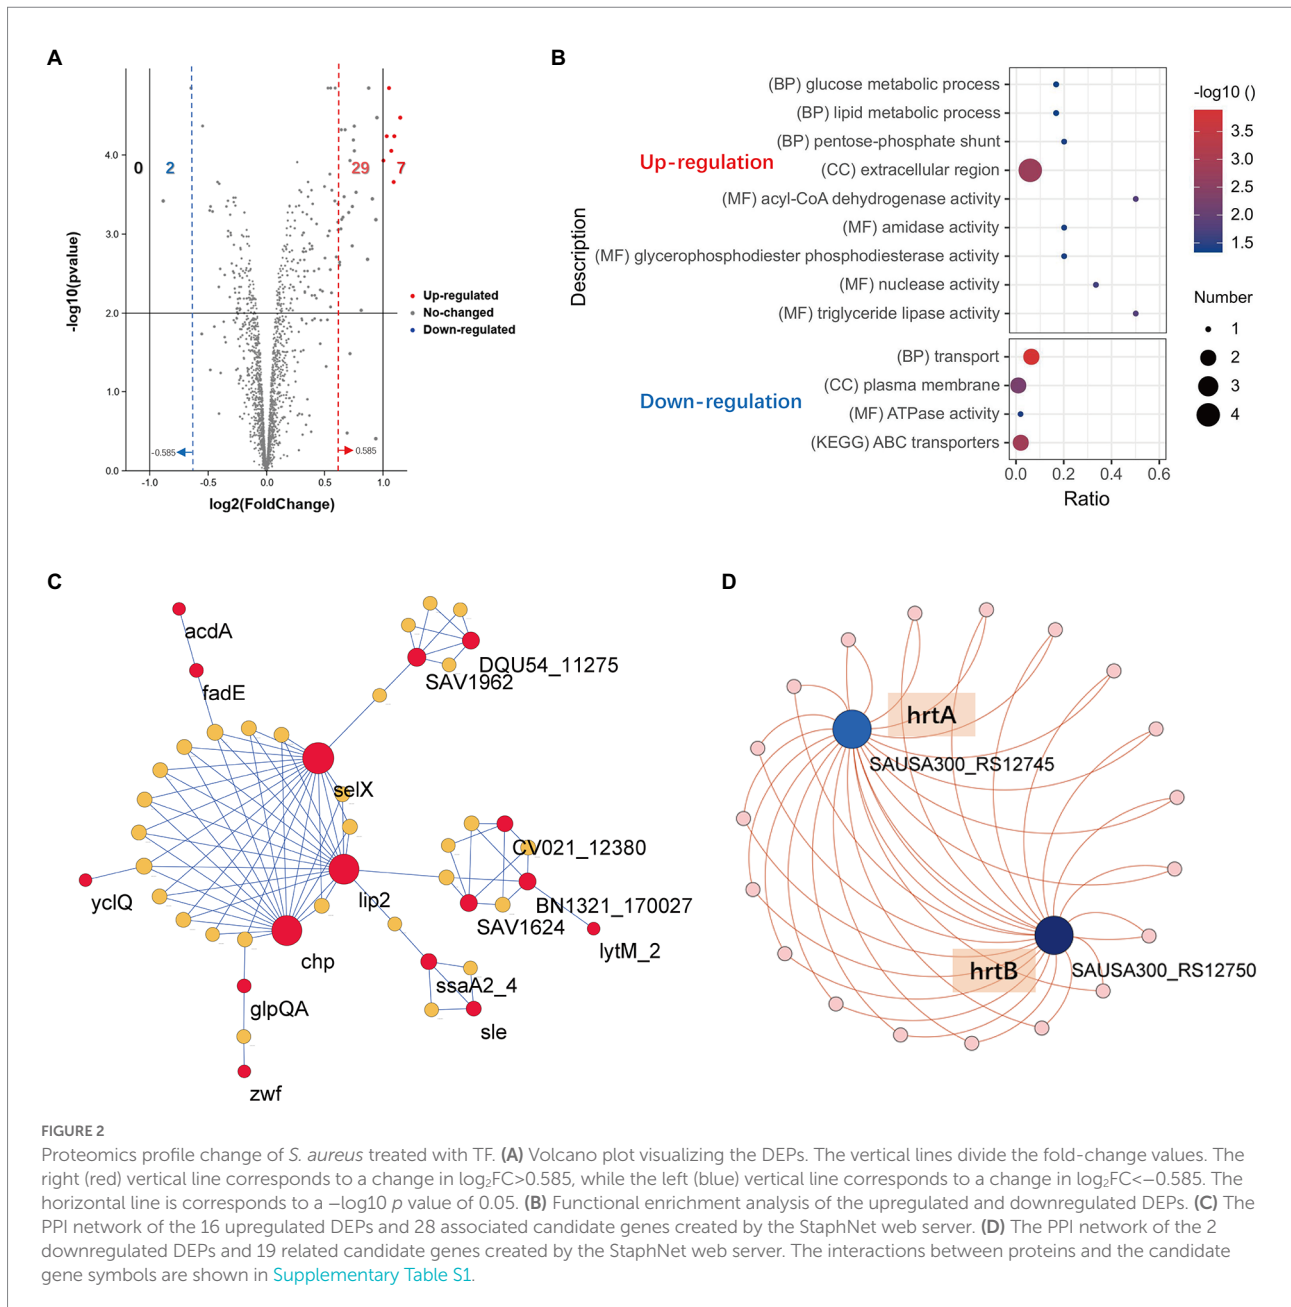 A
0
2
29
7
4.0
3.0
2.0
1.0
0.0
-log10(pvalue)
-0.585
0.585
-1.0
-0.5
0.0
0.5
1.0
log2(FoldChange)
Up-regulated
No-changed
Down-regulated
B
Description
Up-regulation
(BP) glucose metabolic process
(BP) lipid metabolic process
(BP) pentose-phosphate shunt
(CC) extracellular region
(MF) acyl-CoA dehydrogenase activity
(MF) amidase activity
(MF) glycerophosphodiester phosphodiesterase activity
(MF) nuclease activity
(MF) triglyceride lipase activity
Down-regulation
(BP) transport
(CC) plasma membrane
(MF) ATPase activity
(KEGG) ABC transporters
0.0
0.2
0.4
0.6
Ratio
-log10 ()
3.5
3.0
2.5
2.0
1.5
Number
1
2
3
4
C
acdA
fadE
DQU54_11275
SAV1962
selX
CV021_12380
yclQ
lip2
BN1321_170027
SAV1624
lytM_2
chp
ssaA2_4
glpQA
sle
zwf
D
hrtA
SAUSA300_RS12745
hrtB
SAUSA300_RS12750
FIGURE 2
Proteomics profile change of S. aureus treated with TF. (A) Volcano plot visualizing the DEPs. The vertical lines divide the fold-change values. The
right (red) vertical line corresponds to a change in log₂FC>0.585, while the left (blue) vertical line corresponds to a change in log₂FC<−0.585. The
horizontal line is corresponds to a −log10 p value of 0.05. (B) Functional enrichment analysis of the upregulated and downregulated DEPs. (C) The
PPI network of the 16 upregulated DEPs and 28 associated candidate genes created by the StaphNet web server. (D) The PPI network of the 2
downregulated DEPs and 19 related candidate genes created by the StaphNet web server. The interactions between proteins and the candidate
gene symbols are shown in Supplementary Table S1.